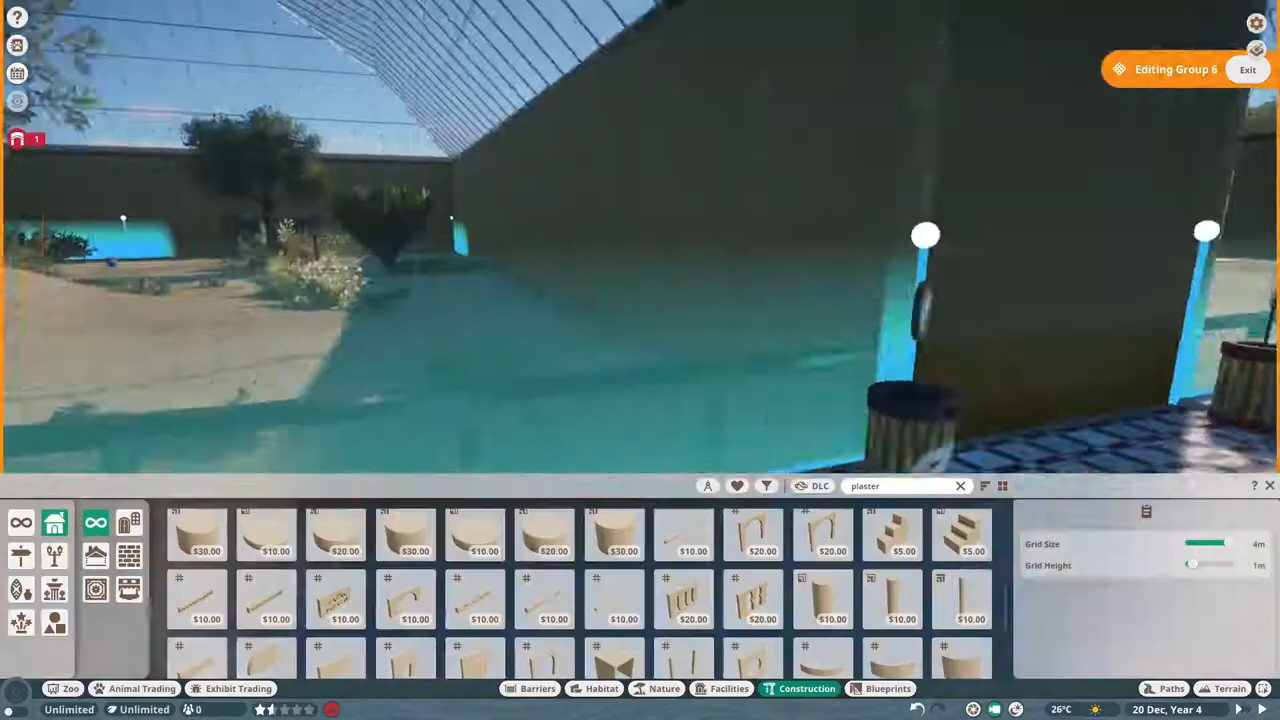 ?
Editing Group 6
Exit
1
DLC
plaster
?
$30.00 $10.00 $20.00 $30.00 $10.00 $20.00 $30.00 $10.00 $20.00 $20.00 $5.00 $5.00
Grid Size 4m
Grid Height 1m
$10.00 $10.00 $10.00 $10.00 $10.00 $10.00 $10.00 $20.00 $20.00 $10.00 $10.00 $10.00
Zoo Animal Trading Exhibit Trading Barriers Habitat Nature Facilities Construction Blueprints Paths Terrain
Unlimited Unlimited 0 26°C 20 Dec, Year 4